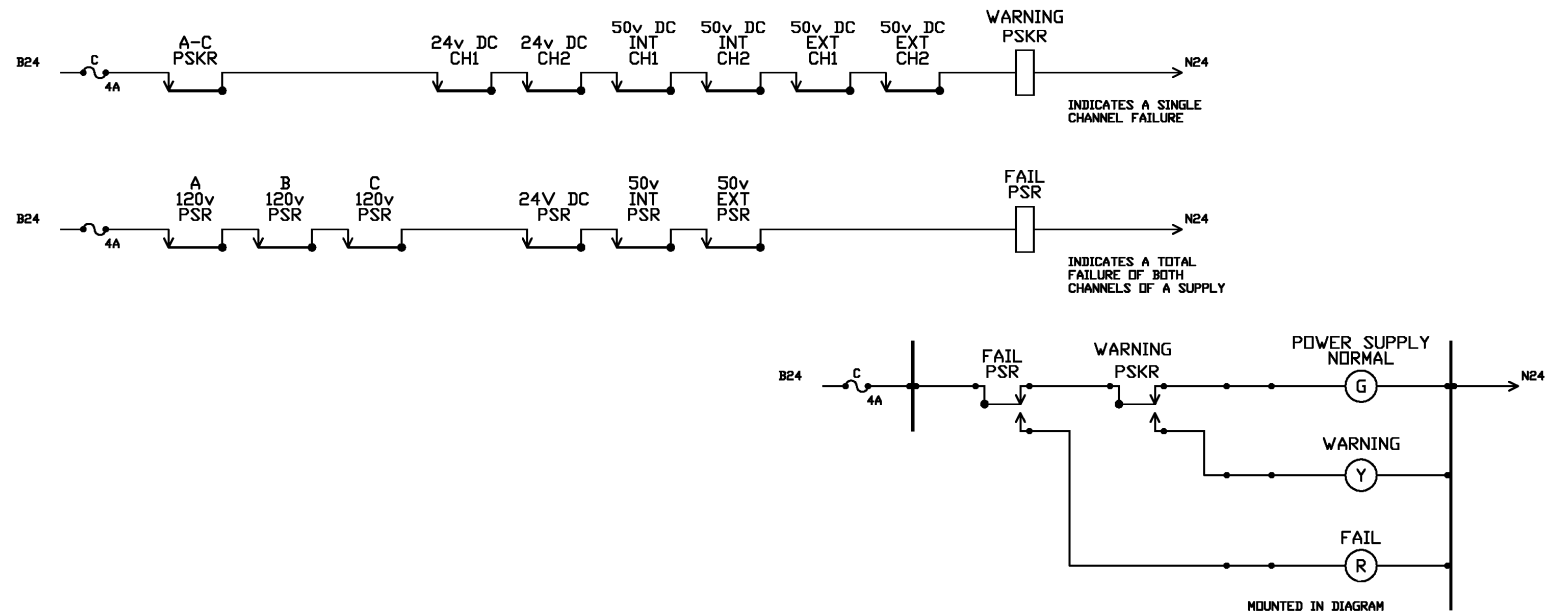 WARNING
PSKR
A-C
PSKR
24v DC
CH1
24v DC
CH2
50v DC
INT
CH1
50v DC
INT
CH2
50v DC
EXT
CH1
50v DC
EXT
CH2
B24
C
4A
N24
INDICATES A SINGLE
CHANNEL FAILURE
A
120v
PSR
B
120v
PSR
C
120v
PSR
24V DC
PSR
50v
INT
PSR
50v
EXT
PSR
FAIL
PSR
B24
4A
N24
INDICATES A TOTAL
FAILURE OF BOTH
CHANNELS OF A SUPPLY
B24
C
4A
FAIL
PSR
WARNING
PSKR
POWER SUPPLY
NORMAL
G
N24
WARNING
Y
FAIL
R
MOUNTED IN DIAGRAM